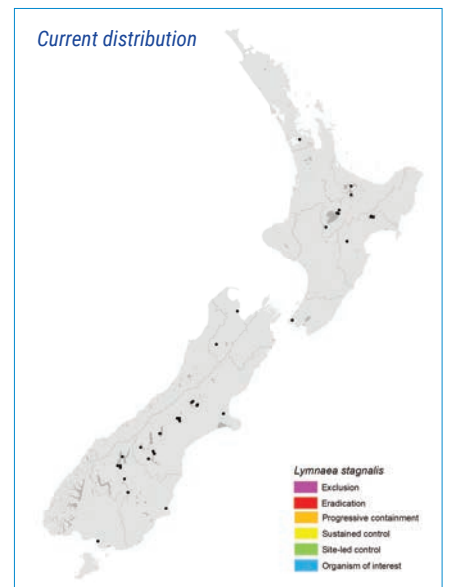 Current distribution
Lymnaea stagnalis
Exclusion
Eradication
Progressive containment
Sustained control
Site-led control
Organism of interest